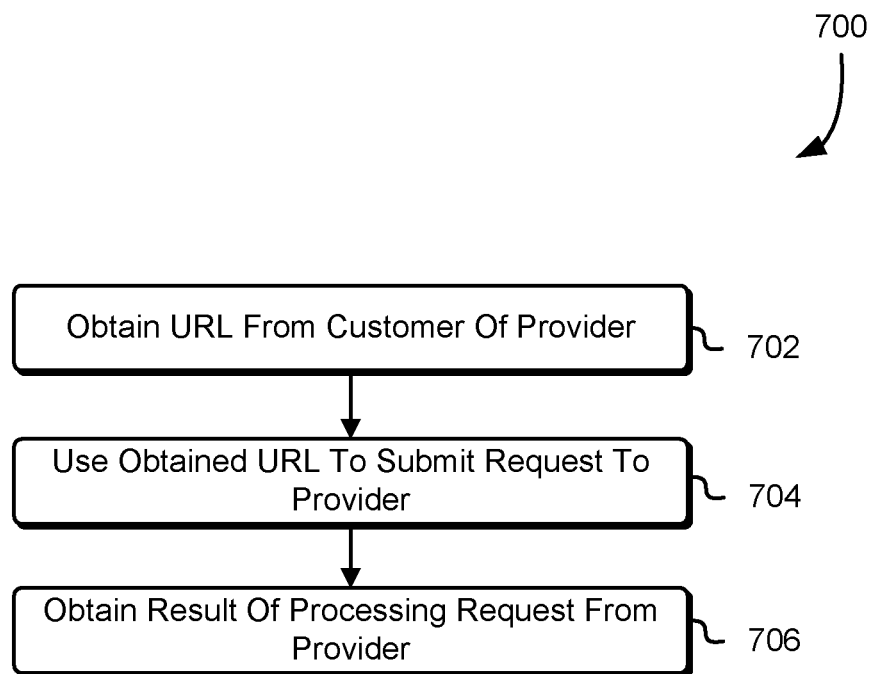 700
Obtain URL From Customer Of Provider
702
Use Obtained URL To Submit Request To
Provider
704
Obtain Result Of Processing Request From
Provider
706